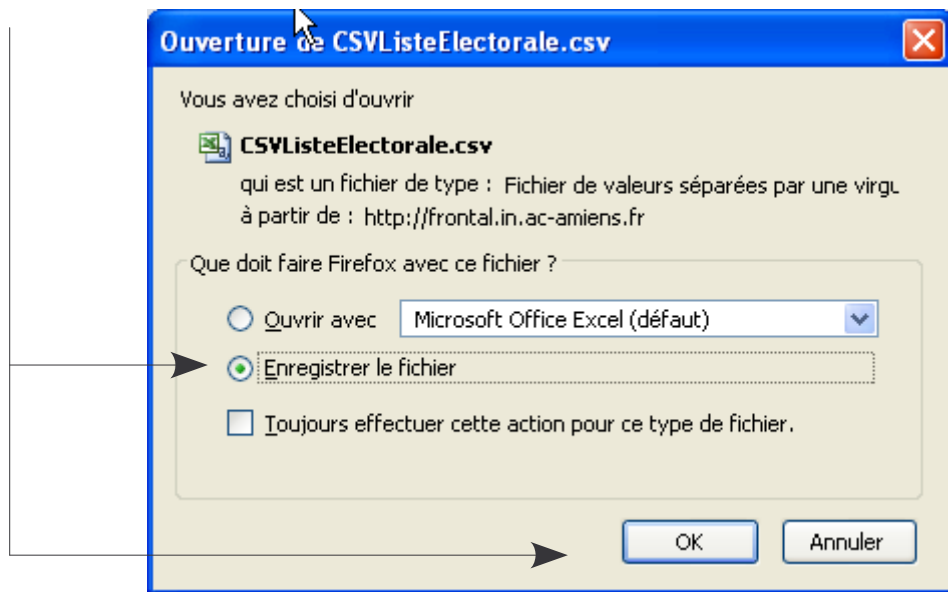 Ouverture de CSVListeElectorale.csv
Vous avez choisi d'ouvrir
CSVListeElectorale.csv
qui est un fichier de type : Fichier de valeurs séparées par une virgu
à partir de : http://frontal.in.ac-amiens.fr
Que doit faire Firefox avec ce fichier ?
Ouvrir avec Microsoft Office Excel (défaut)
Enregistrer le fichier
Toujours effectuer cette action pour ce type de fichier.
OK Annuler